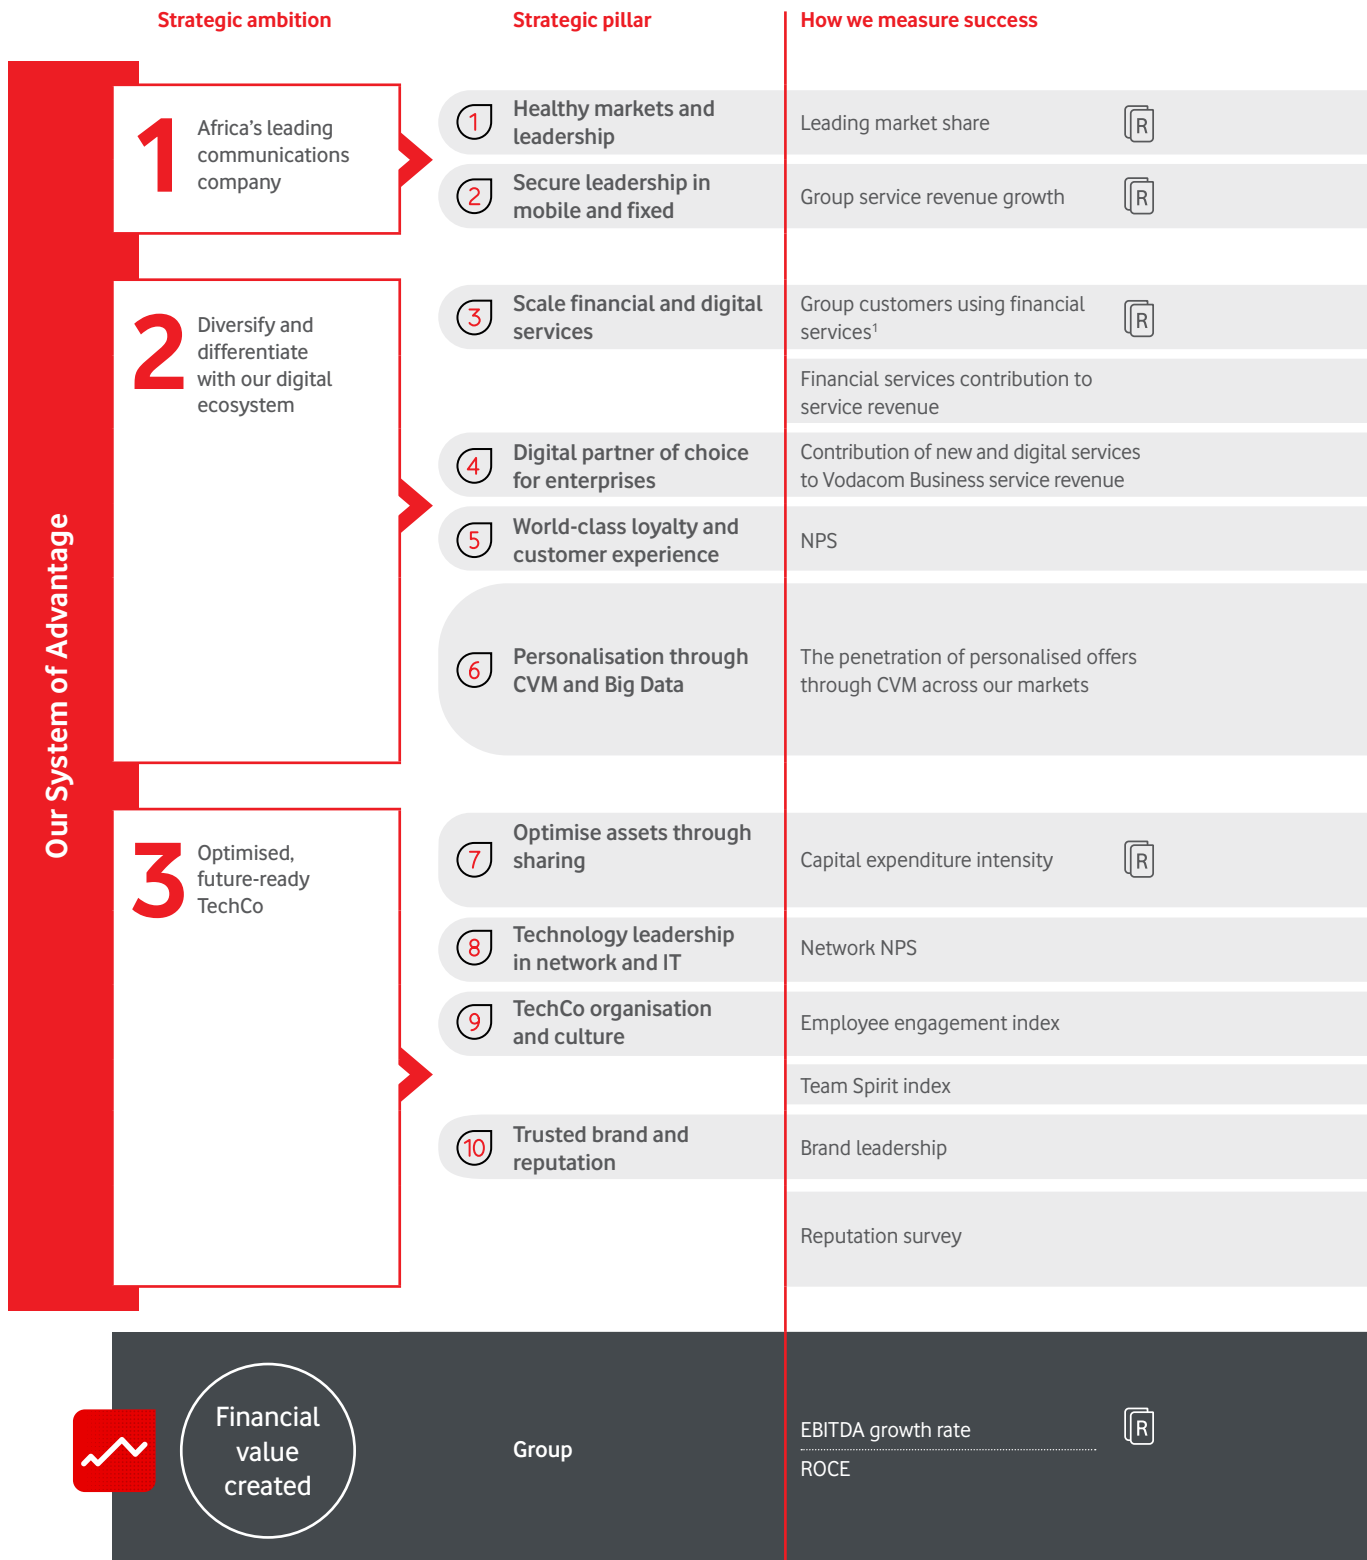 Strategic ambition
Strategic pillar
How we measure success
Our System of Advantage
1
Africa's leading
communications
company
1
Healthy markets and
leadership
Leading market share
R
2
Secure leadership in
mobile and fixed
Group service revenue growth
R
2
Diversify and
differentiate
with our digital
ecosystem
3
Scale financial and digital
services
Group customers using financial
services¹
R
Financial services contribution to
service revenue
4
Digital partner of choice
for enterprises
Contribution of new and digital services
to Vodacom Business service revenue
5
World-class loyalty and
customer experience
NPS
6
Personalisation through
CVM and Big Data
The penetration of personalised offers
through CVM across our markets
3
Optimised,
future-ready
TechCo
7
Optimise assets through
sharing
Capital expenditure intensity
R
8
Technology leadership
in network and IT
Network NPS
9
TechCo organisation
and culture
Employee engagement index
Team Spirit index
10
Trusted brand and
reputation
Brand leadership
Reputation survey
Financial
value
created
Group
EBITDA growth rate
R
ROCE